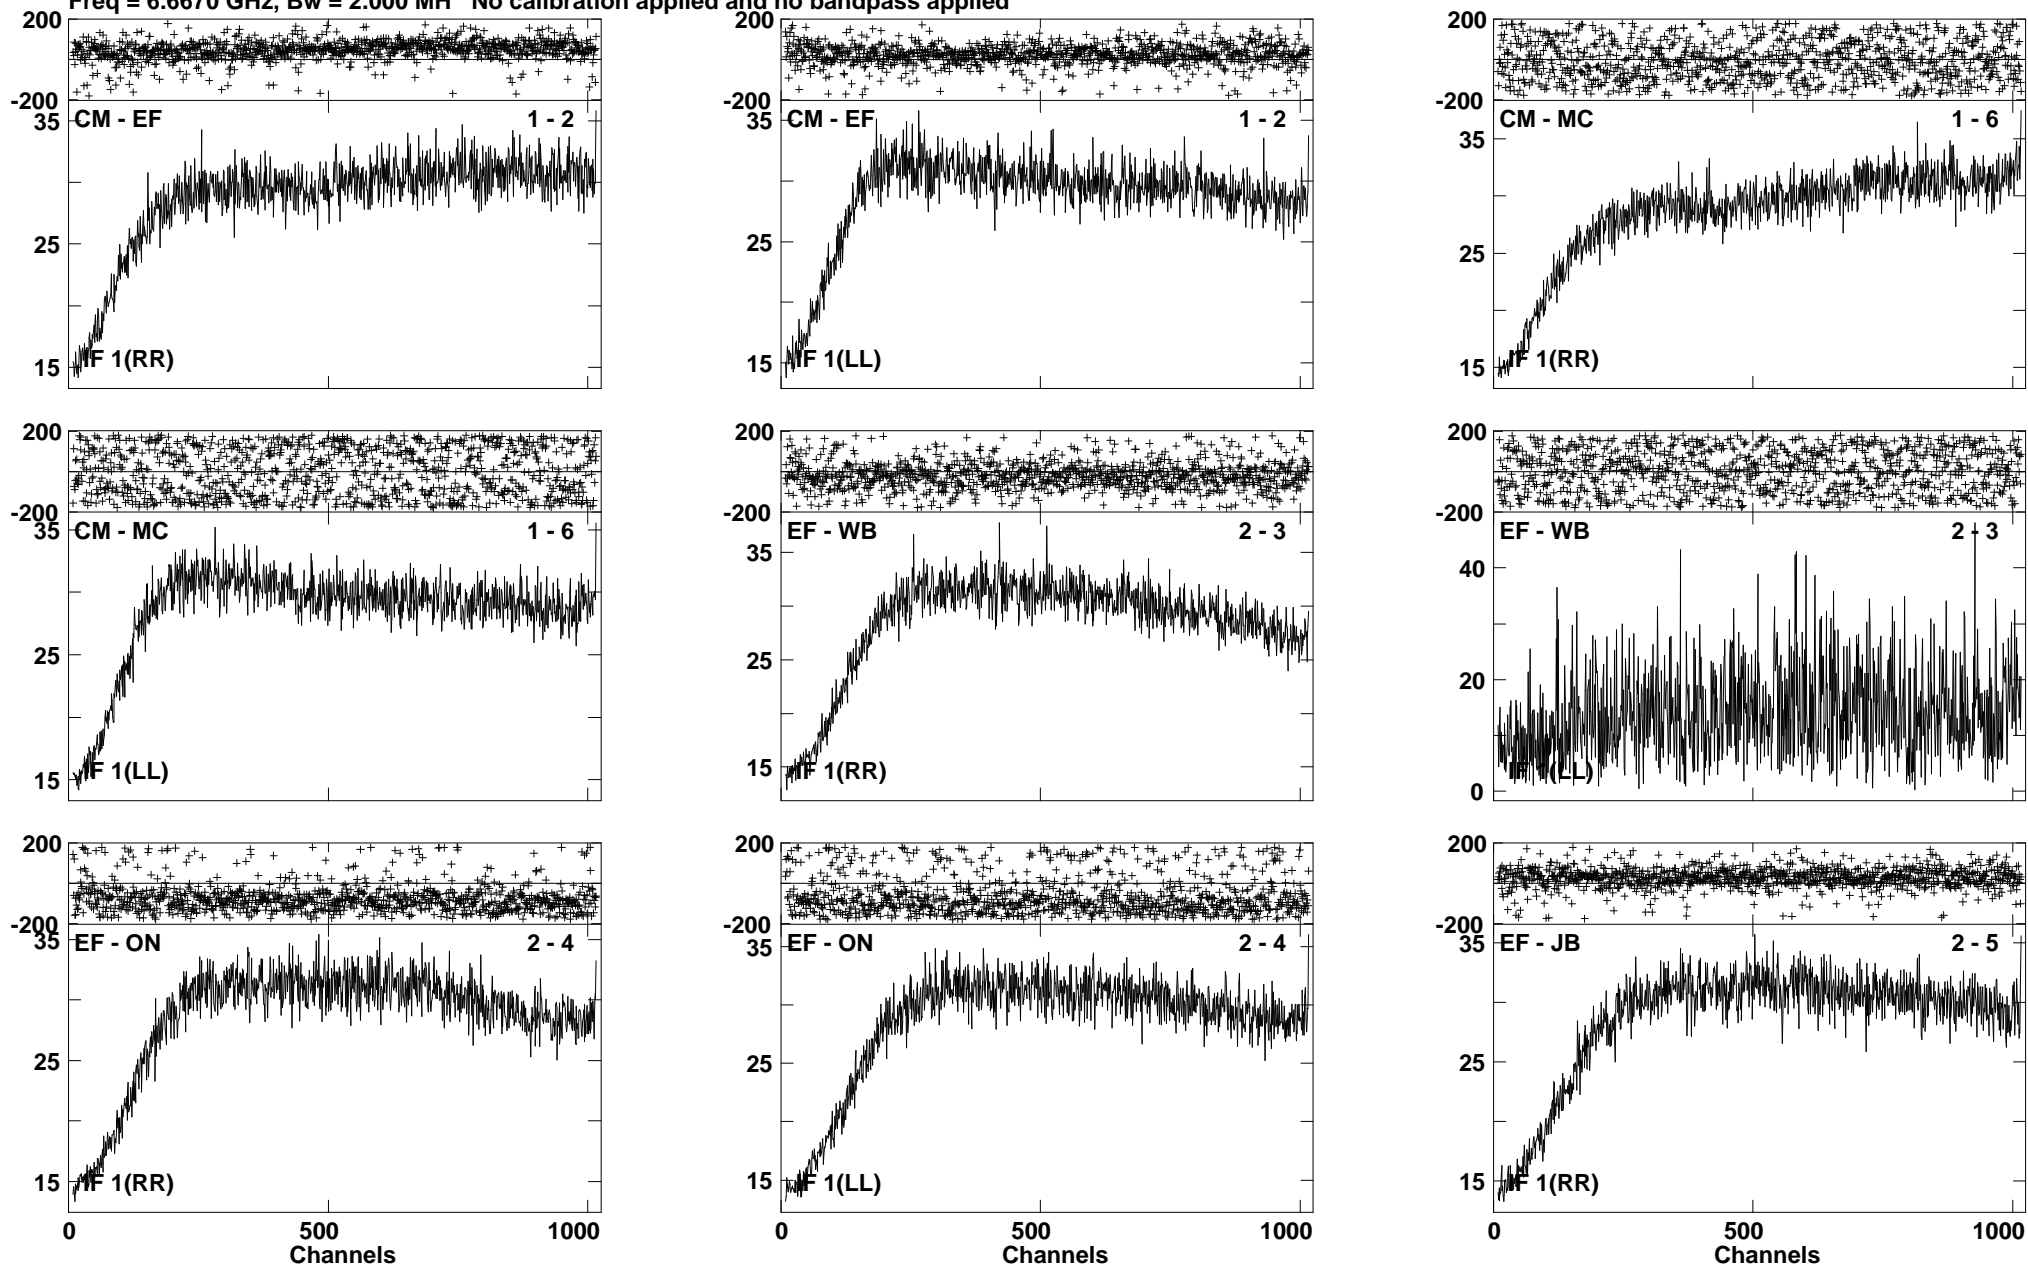 Freq = 6.6670 GHz, Bw = 2.000 MH No calibration applied and no bandpass applied
200
-200
35
25
15
CM - EF 1 - 2
IF 1(RR)
200
-200
35
25
15
CM - EF 1 - 2
IF 1(LL)
200
-200
35
25
15
CM - MC 1 - 6
IF 1(RR)
200
-200
35
25
15
CM - MC 1 - 6
IF 1(LL)
200
-200
35
25
15
EF - WB 2 - 3
IF 1(RR)
200
-200
40
20
0
EF - WB 2 - 3
IF 1(LL)
200
-200
35
25
15
EF - ON 2 - 4
IF 1(RR)
0 500 1000
Channels
200
-200
35
25
15
EF - ON 2 - 4
IF 1(LL)
0 500 1000
Channels
200
-200
35
25
15
EF - JB 2 - 5
IF 1(RR)
0 500 1000
Channels